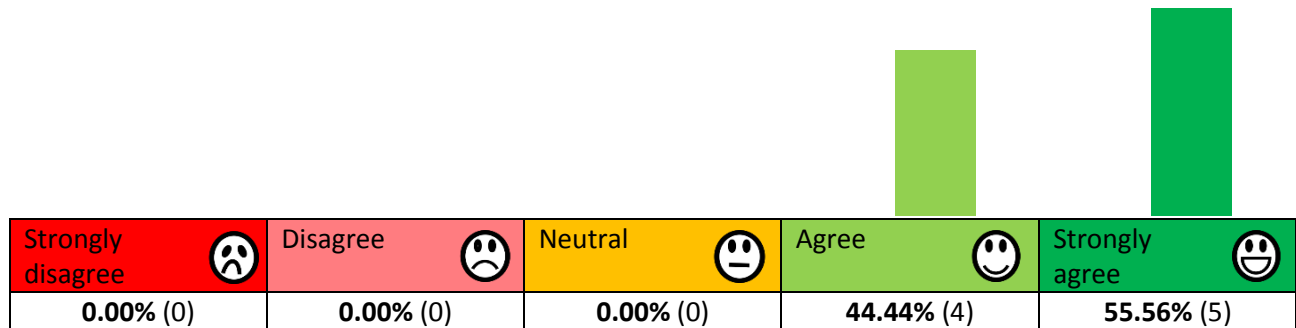 Strongly disagree Disagree Neutral Agree Strongly agree
0.00% (0) 0.00% (0) 0.00% (0) 44.44% (4) 55.56% (5)